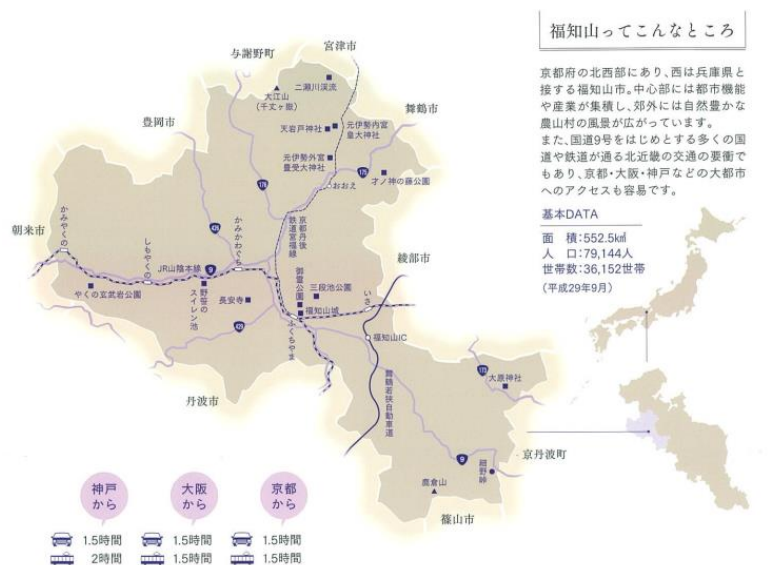 福知山ってこんなところ
京都府の北西部にあり、西は兵庫県と
接する福知山市。中心部には都市機能
や産業が集積し、郊外には自然豊かな
農山村の風景が広がっています。
また、国道9号をはじめとする多くの国
道や鉄道が通る北近畿の交通の要衝で
もあり、京都・大阪・神戸などの大都市
へのアクセスも容易です。
基本DATA
面　積:552.5k㎡
人　口:79,144人
世帯数:36,152世帯
(平成29年9月)
宮津市
与謝野町
二瀬川渓流
大江山
(千丈ヶ嶽)
舞鶴市
豊岡市
天岩戸神社
元伊勢内宮
皇大神社
元伊勢外宮
豊受大神社
175
才ノ神の藤公園
176
おおえ
426
朝来市
かみやくの
しもやくの
かみかわぐち
京都丹後
鉄道宮福線
綾部市
JR山陰本線
9
やくの玄武岩公園
野笹の
スイレン池
長安寺
御霊公園
三段池公園
福知山城
いさ
429
ふくちやま
福知山IC
丹波市
舞鶴若狭自動車道
173
大原神社
京丹波町
9
細野峠
鹿倉山
篠山市
神戸
から
大阪
から
京都
から
1.5時間
1.5時間
1.5時間
2時間
1.5時間
1.5時間